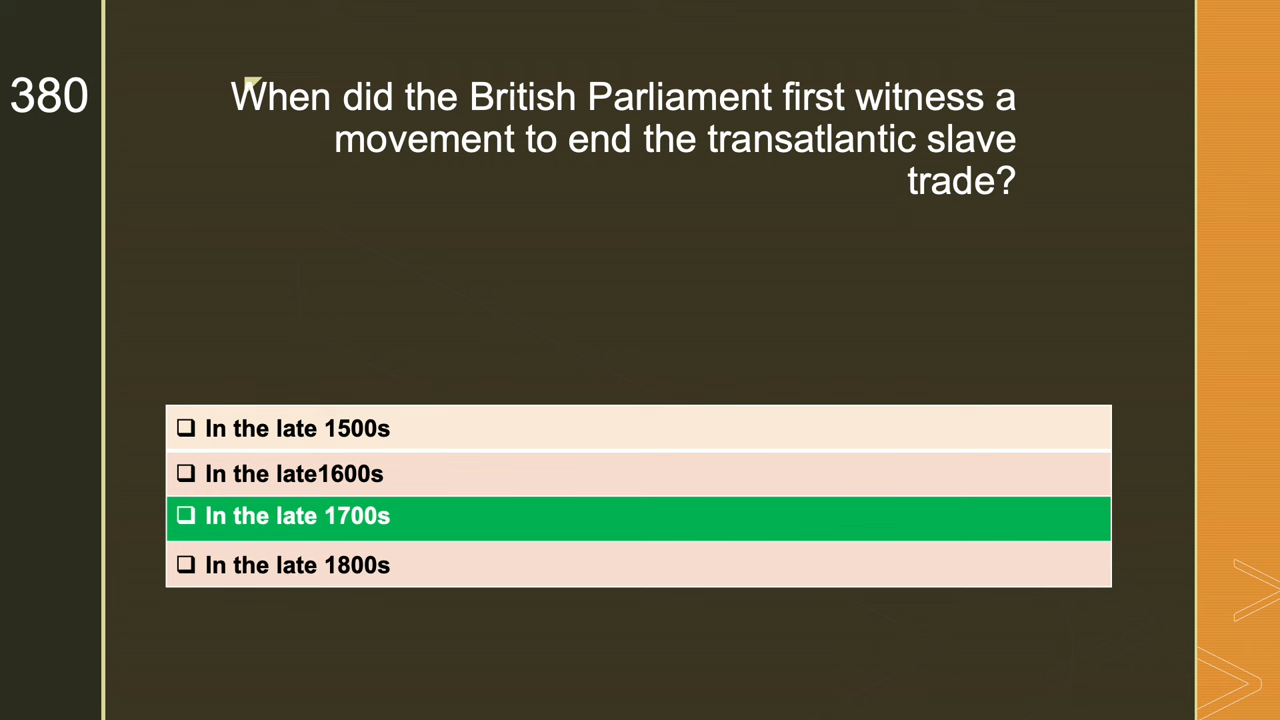 380
When did the British Parliament first witness a
movement to end the transatlantic slave
trade?
❑ In the late 1500s
❑ In the late1600s
❑ In the late 1700s
❑ In the late 1800s